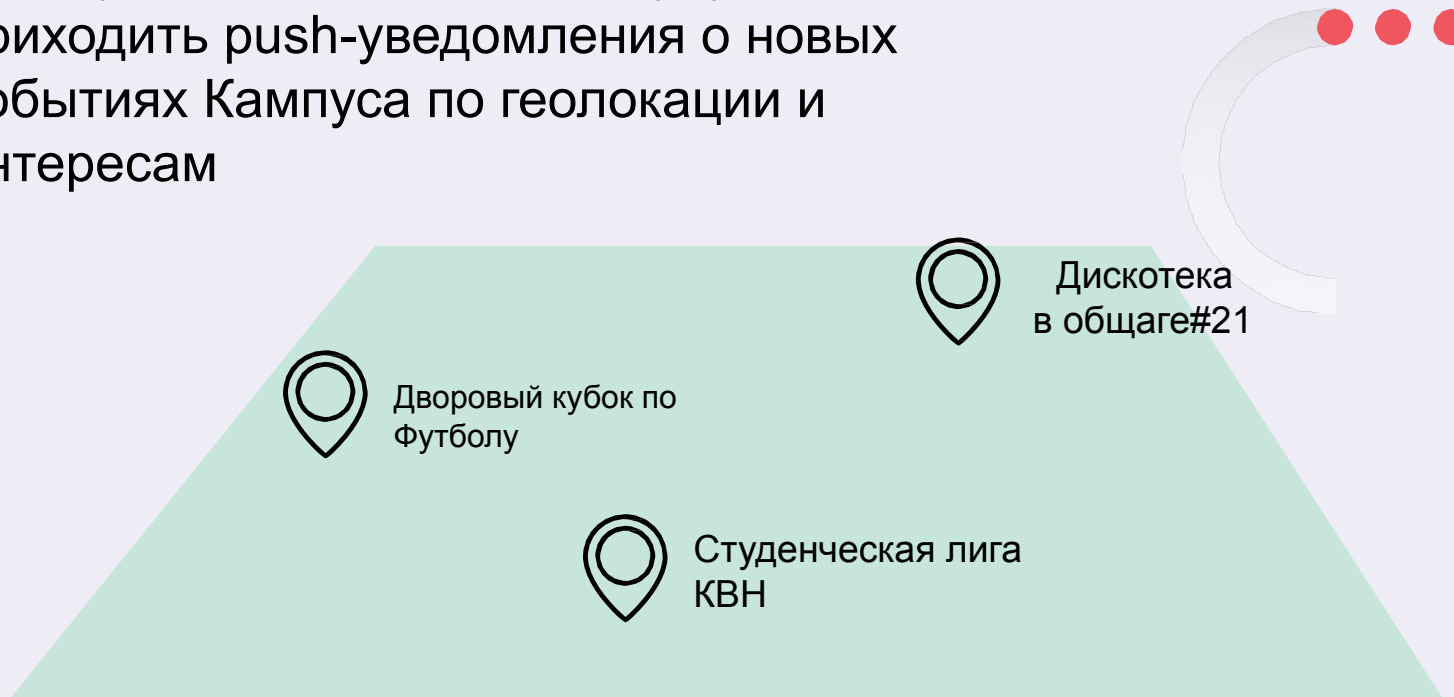 риходить push-уведомления о новых
обытиях Кампуса по геолокации и
нтересам
Дискотека
в общаге#21
Дворовый кубок по
Футболу
Студенческая лига
КВН